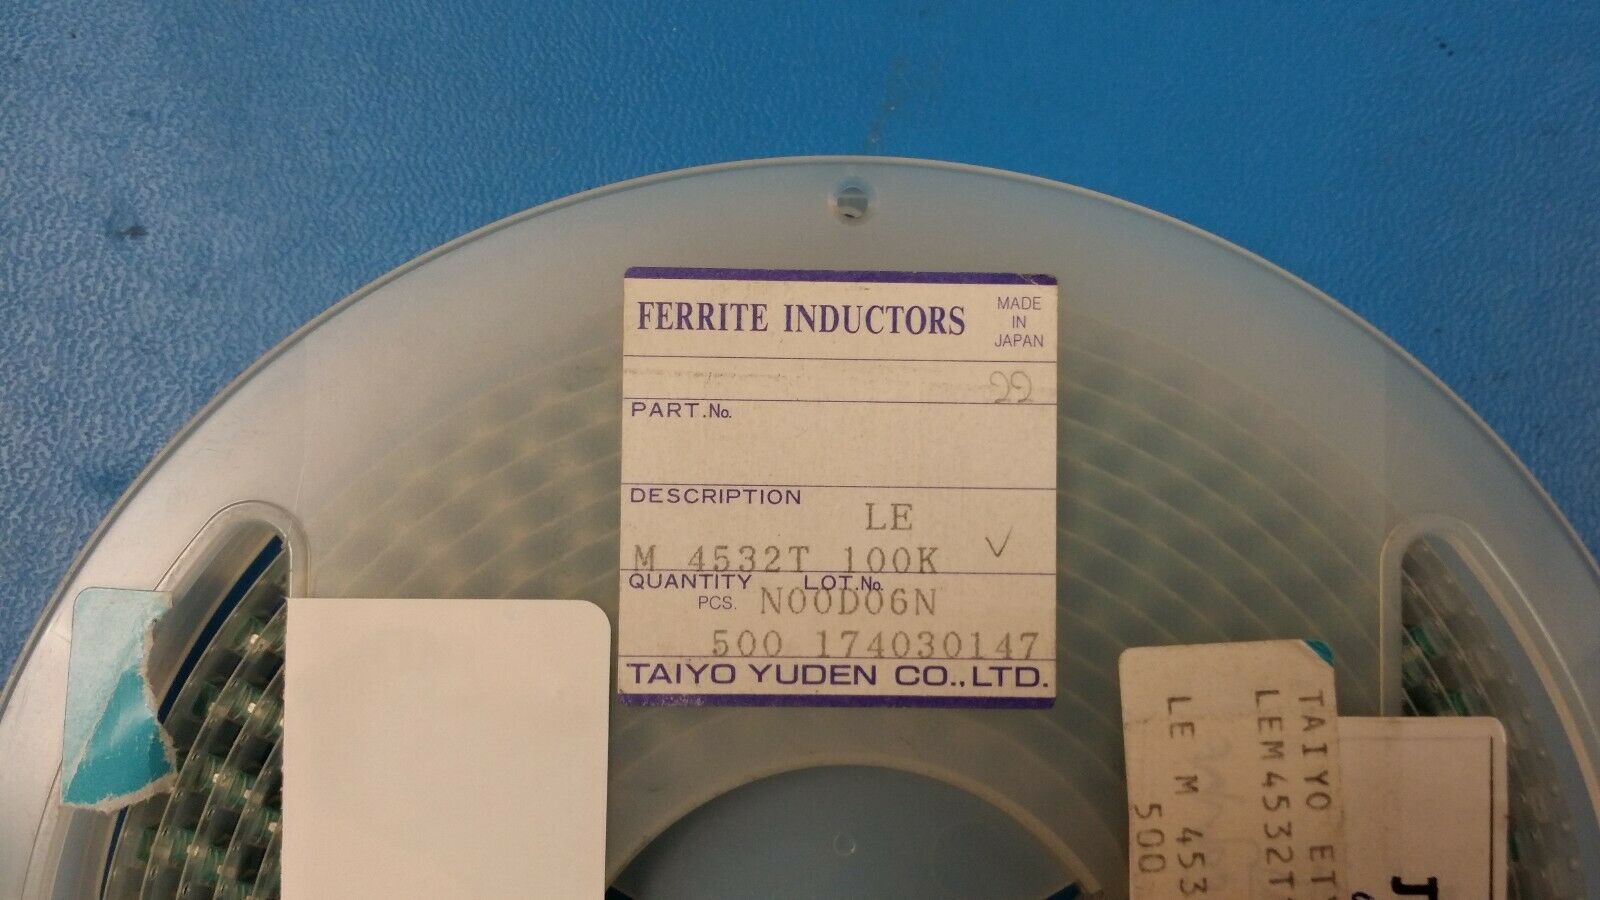 FERRITE INDUCTORS
MADE
IN
JAPAN
22
PART.No.
DESCRIPTION
LE
M 4532T 100K
QUANTITY LOT.No.
PCS. N00D06N
500 174030147
TAIYO YUDEN CO.,LTD.
TAIYO
LEM4532T
LE M 453
500